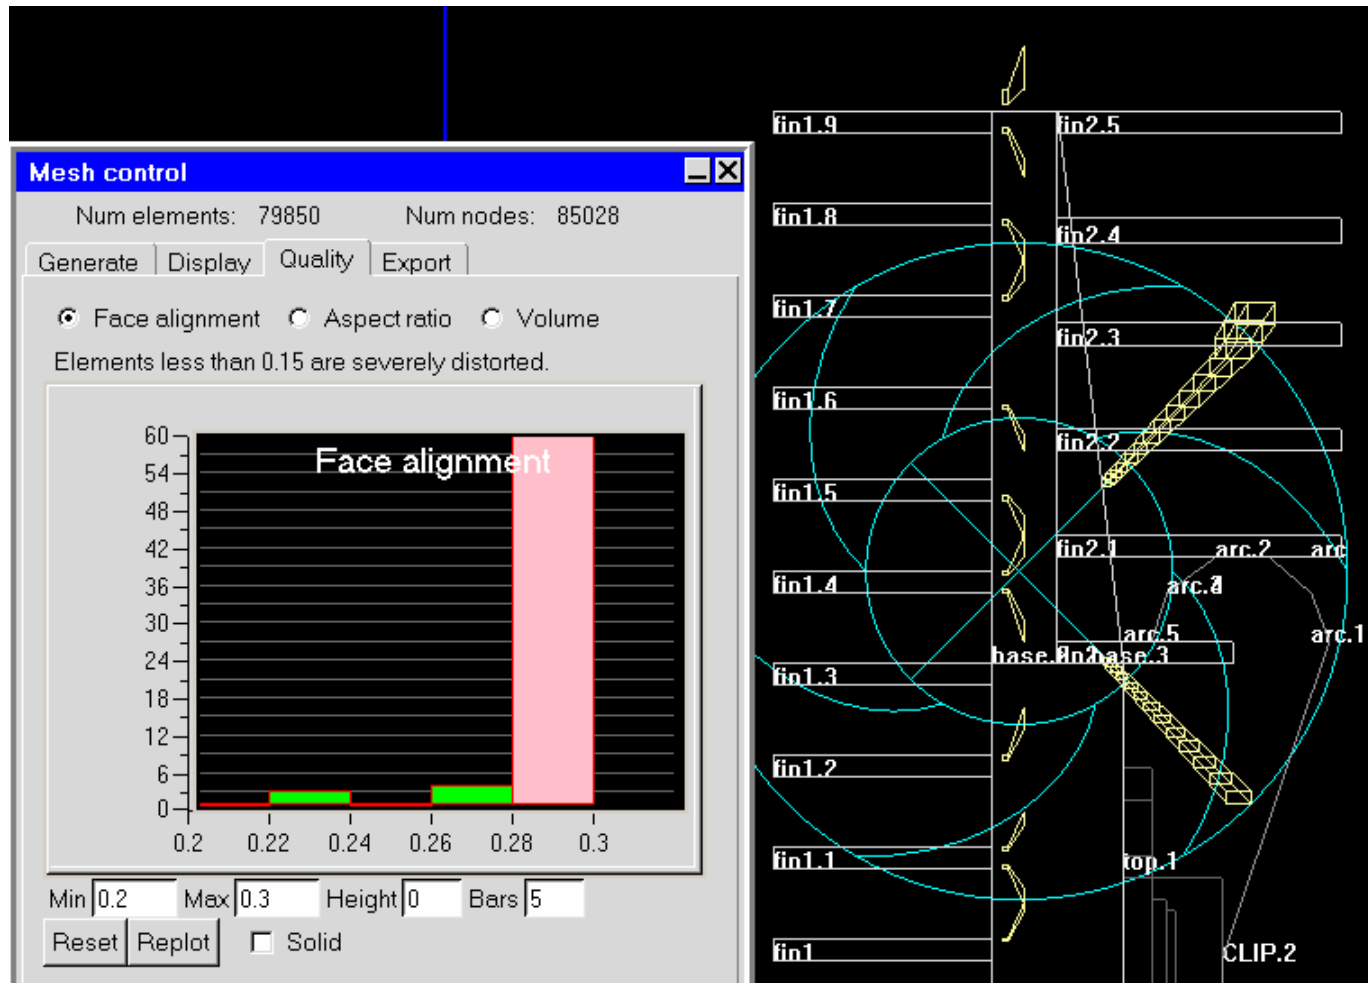 Mesh control
Num elements: 79850 Num nodes: 85028
Generate Display Quality Export
Face alignment Aspect ratio Volume
Elements less than 0.15 are severely distorted.
Face alignment
60
54
48
42
36
30
24
18
12
6
0
0.2 0.22 0.24 0.26 0.28 0.3
Min 0.2 Max 0.3 Height 0 Bars 5
Reset Replot Solid
fin1.9 fin2.5
fin1.8 fin2.4
fin1.7 fin2.3
fin1.6 fin2.2
fin1.5
fin2.1 arc.2 arc
fin1.4
arc.5 arc.1
base.3
fin1.3
fin1.2
fin1.1 top.1
fin1 CLIP.2